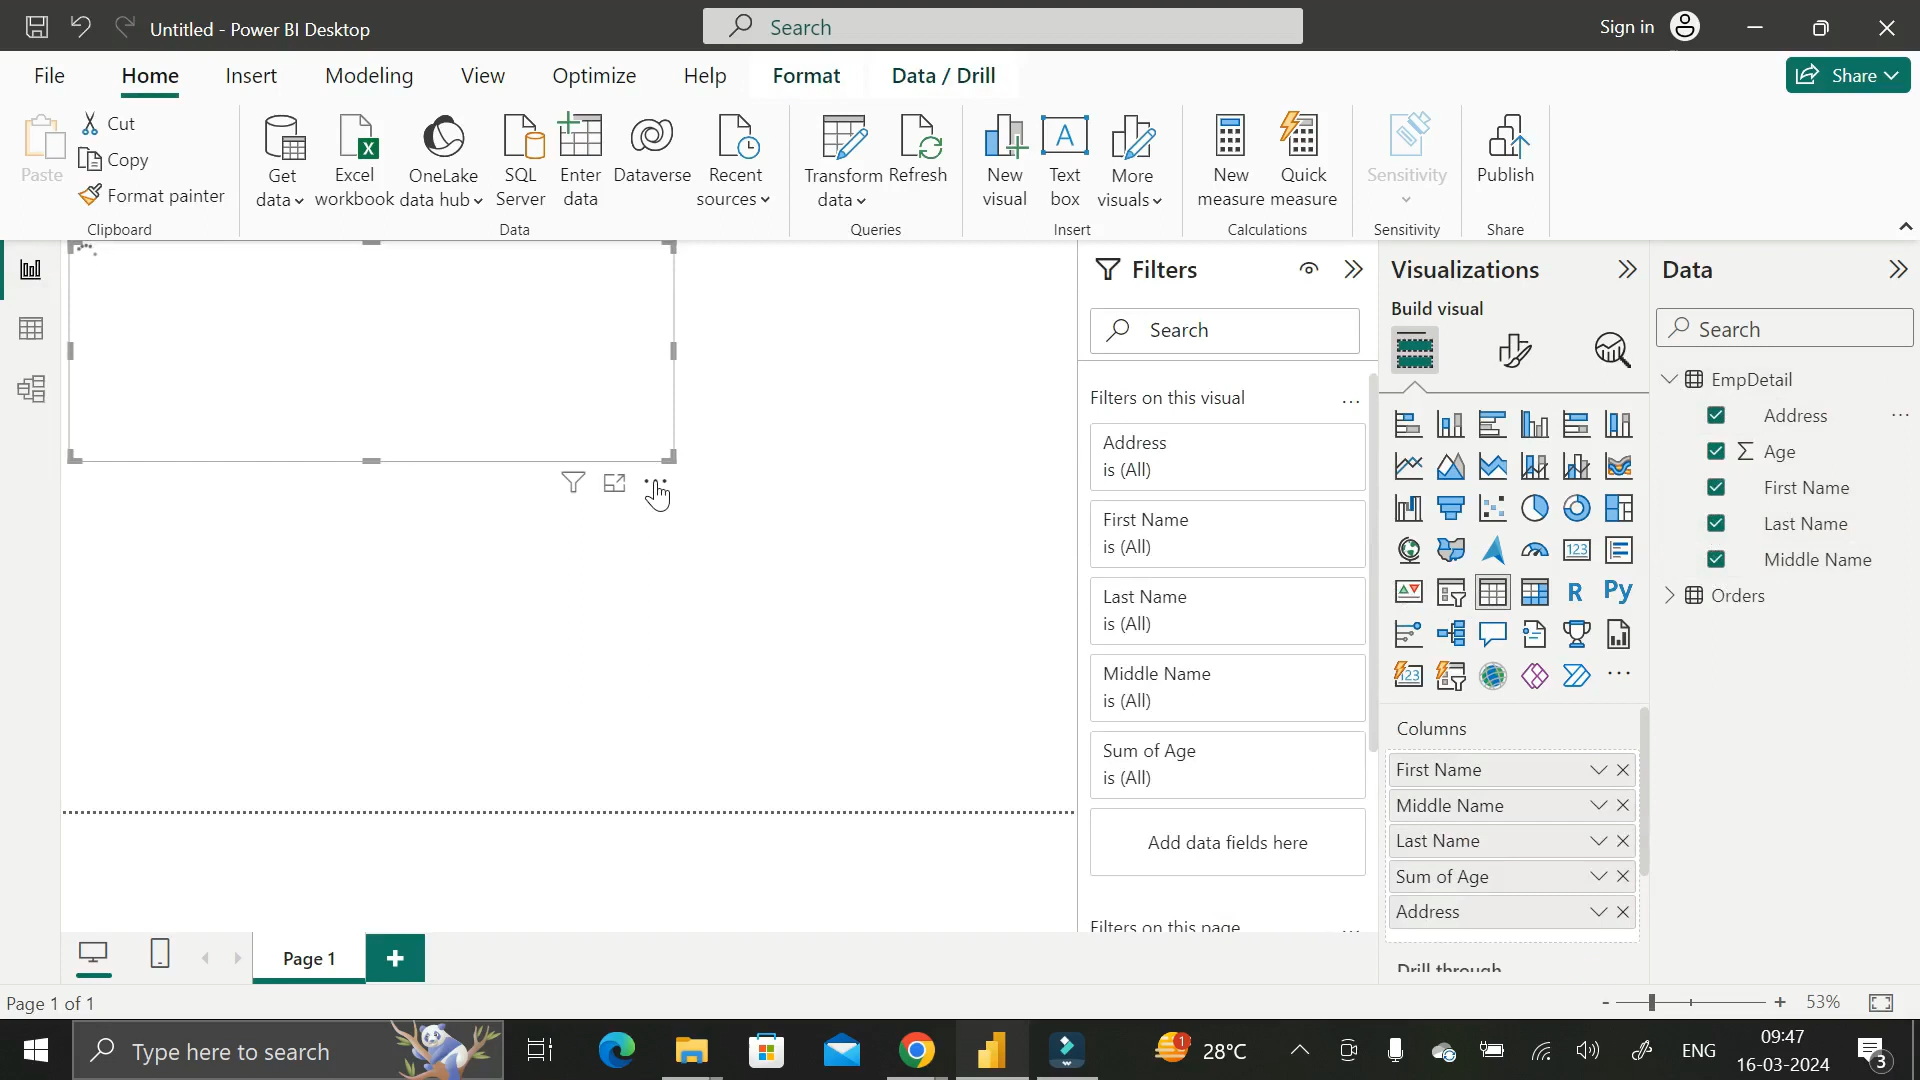 Untitled - Power BI Desktop
Search
Sign in
File
Home
Insert
Modeling
View
Optimize
Help
Format
Data / Drill
Share
Paste
Cut
Copy
Format painter
Clipboard
Get data
Excel workbook
OneLake data hub
SQL Server
Enter data
Dataverse
Recent sources
Data
Transform data
Refresh
Queries
New visual
Text box
More visuals
Insert
New measure
Quick measure
Calculations
Sensitivity
Sensitivity
Publish
Share
Filters
Search
Filters on this visual
...
Address
is (All)
First Name
is (All)
Last Name
is (All)
Middle Name
is (All)
Sum of Age
is (All)
Add data fields here
Filters on this page
Visualizations
Build visual
123
R
Py
123
...
Columns
First Name
Middle Name
Last Name
Sum of Age
Address
Drill through
Data
Search
EmpDetail
Address
...
Σ Age
First Name
Last Name
Middle Name
Orders
Page 1
+
Page 1 of 1
- + 53%
Type here to search
1
28°C
ENG
09:47
16-03-2024
3